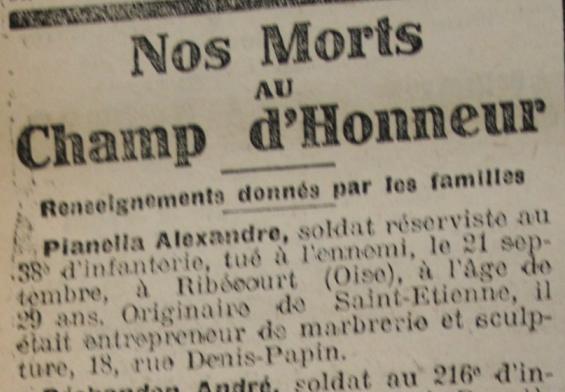 Nos Morts
AU
Champ d'Honneur
Renseignements donnés par les familles
Pianella Alexandre, soldat réserviste au
38e d'infanterie, tué à l'ennemi, le 21 sep-
tembre, à Ribécourt (Oise), à l'âge de
29 ans. Originaire de Saint-Etienne, il
était entrepreneur de marbrerie et sculp-
ture, 18, rue Denis-Papin.
André, soldat au 216e d'in-